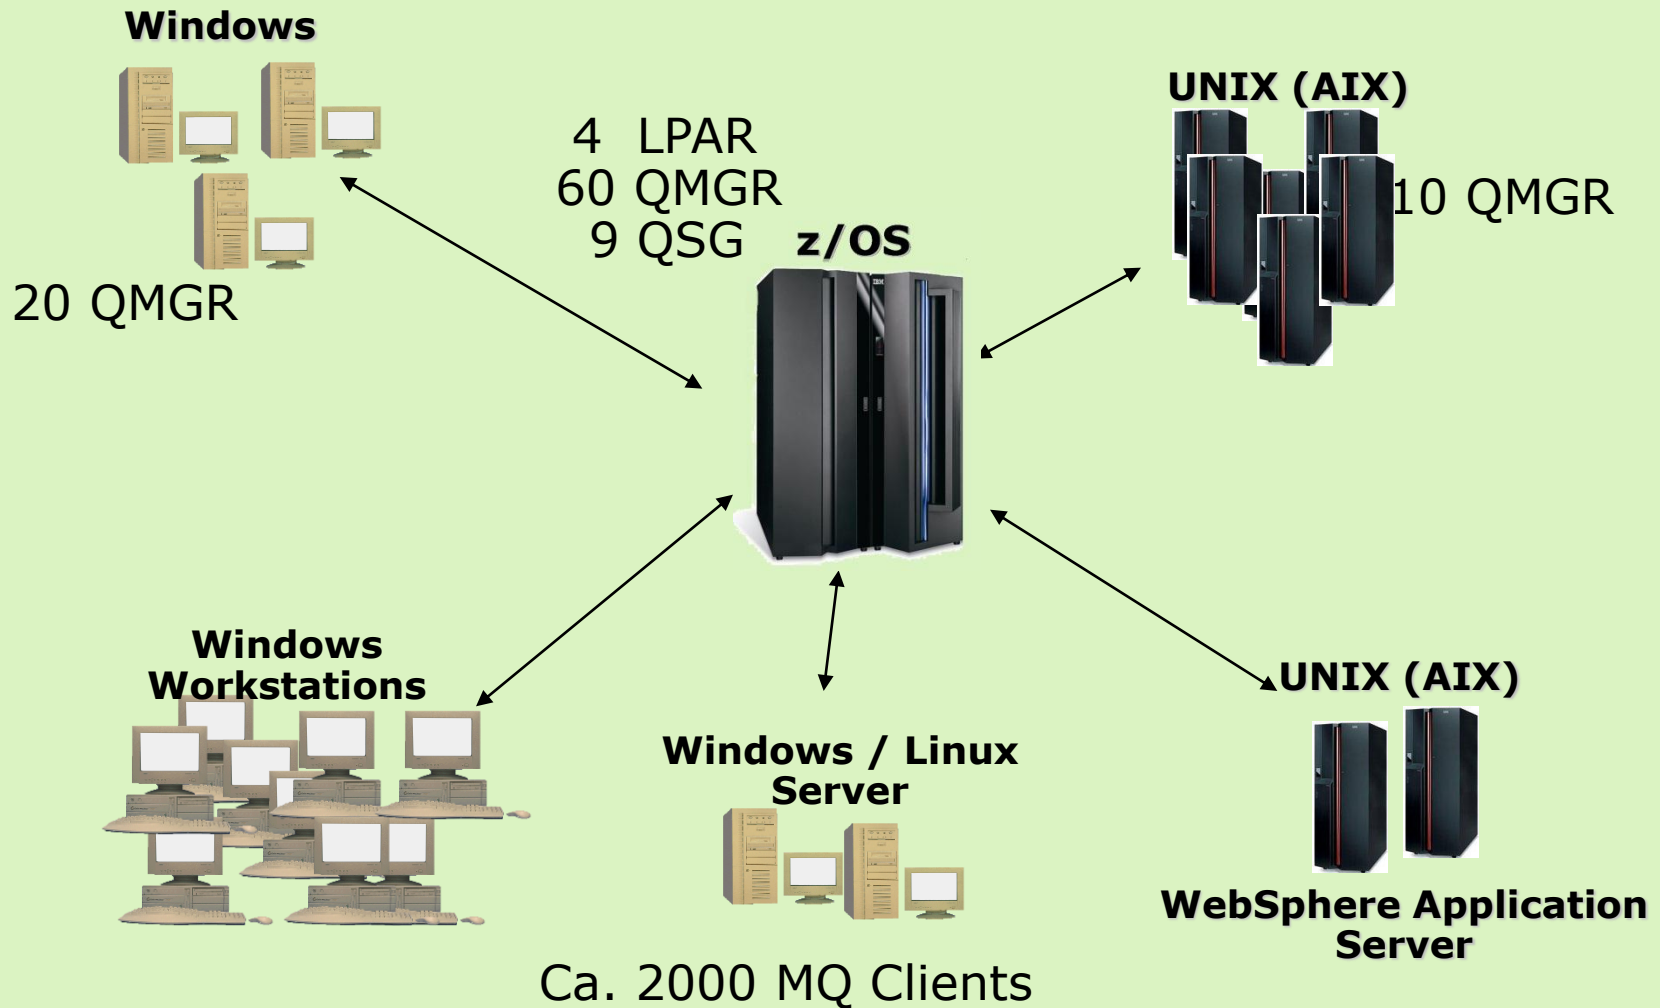 Windows
UNIX (AIX)
4 LPAR
60 QMGR
9 QSG
10 QMGR
z/OS
20 QMGR
Windows
Workstations
UNIX (AIX)
Windows / Linux
Server
WebSphere Application
Server
Ca. 2000 MQ Clients